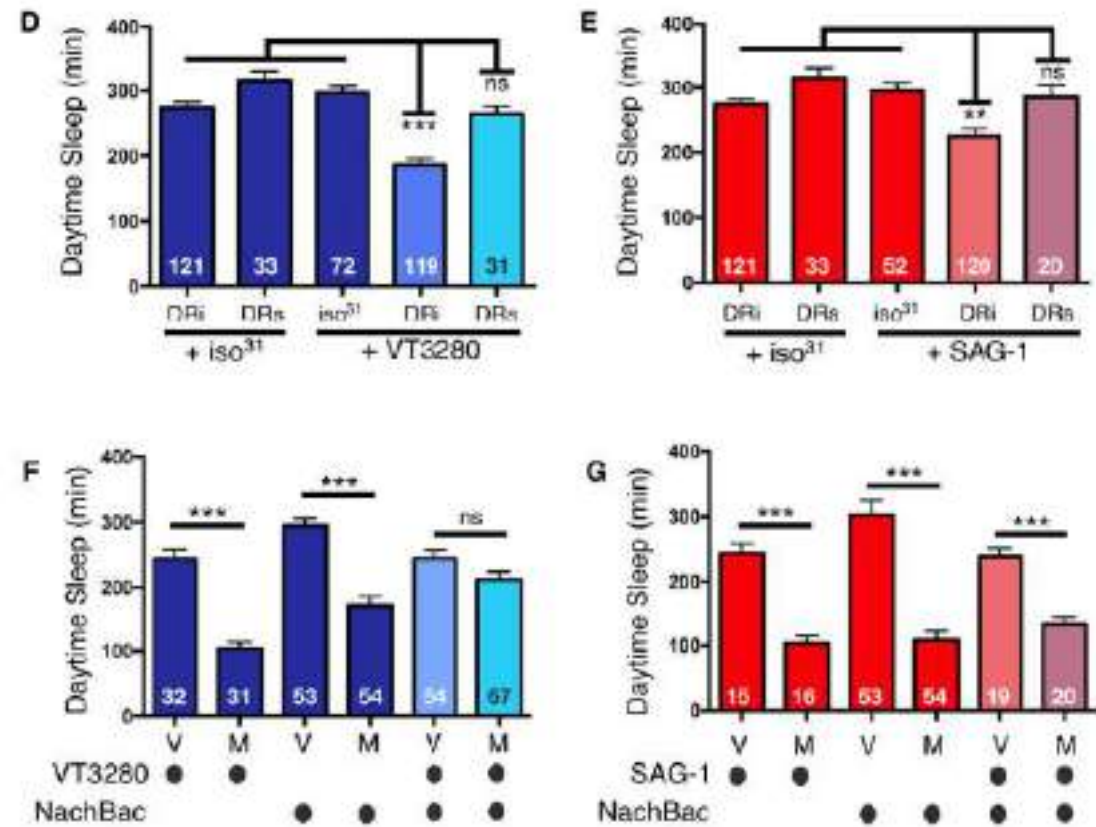 D
Daytime Sleep (min)
400
300
200
100
0
ns
***
121 33 72 119 31
DRi DRs iso31 DRi DRs
+ iso31 + VT3280
E
Daytime Sleep (min)
400
300
200
100
0
ns
**
121 33 52 120 20
DRi DRs iso31 DRi DRs
+ iso31 + SAG-1
F
Daytime Sleep (min)
400
300
200
100
0
*** *** ns
32 31 53 54 54 57
V M V M V M
VT3280
NachBac
G
Daytime Sleep (min)
400
300
200
100
0
*** *** ***
15 16 53 54 19 20
V M V M V M
SAG-1
NachBac